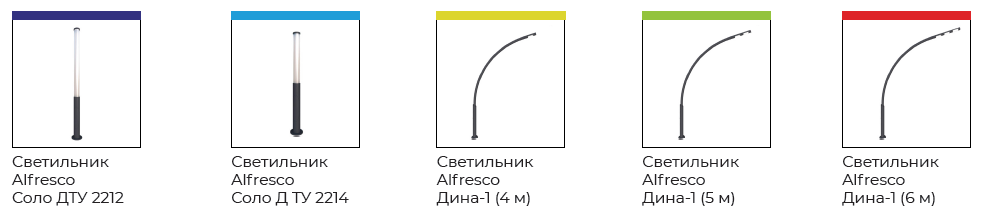 Светильник
Alfresco
Соло ДТУ 2212
Светильник
Alfresco
Соло Д ТУ 2214
Светильник
Alfresco
Дина-1 (4 м)
Светильник
Alfresco
Дина-1 (5 м)
Светильник
Alfresco
Дина-1 (6 м)